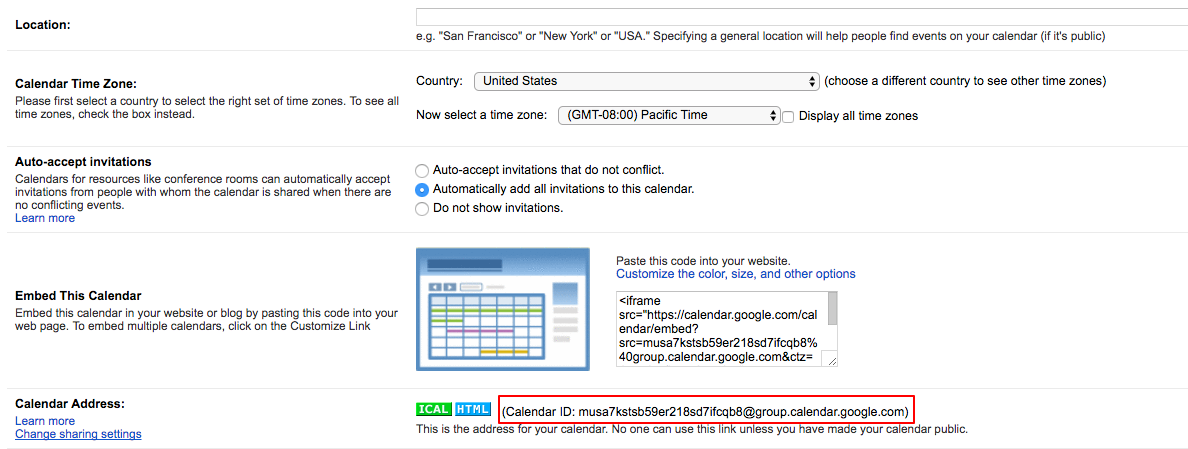 Location:
e.g. "San Francisco" or "New York" or "USA." Specifying a general location will help people find events on your calendar (if it's public)
Calendar Time Zone:
Please first select a country to select the right set of time zones. To see all
time zones, check the box instead.
Country: United States (choose a different country to see other time zones)
Now select a time zone: (GMT-08:00) Pacific Time Display all time zones
Auto-accept invitations
Calendars for resources like conference rooms can automatically accept
invitations from people with whom the calendar is shared when there are
no conflicting events.
Learn more
Auto-accept invitations that do not conflict.
Automatically add all invitations to this calendar.
Do not show invitations.
Embed This Calendar
Embed this calendar in your website or blog by pasting this code into your
web page. To embed multiple calendars, click on the Customize Link
Paste this code into your website.
Customize the color, size, and other options
<iframe
src="https://calendar.google.com/cal
endar/embed?
src=musa7kstsb59er218sd7ifcqb8%
40group.calendar.google.com&ctz=
Calendar Address:
Learn more
Change sharing settings
ICAL HTML (Calendar ID: musa7kstsb59er218sd7ifcqb8@group.calendar.google.com)
This is the address for your calendar. No one can use this link unless you have made your calendar public.